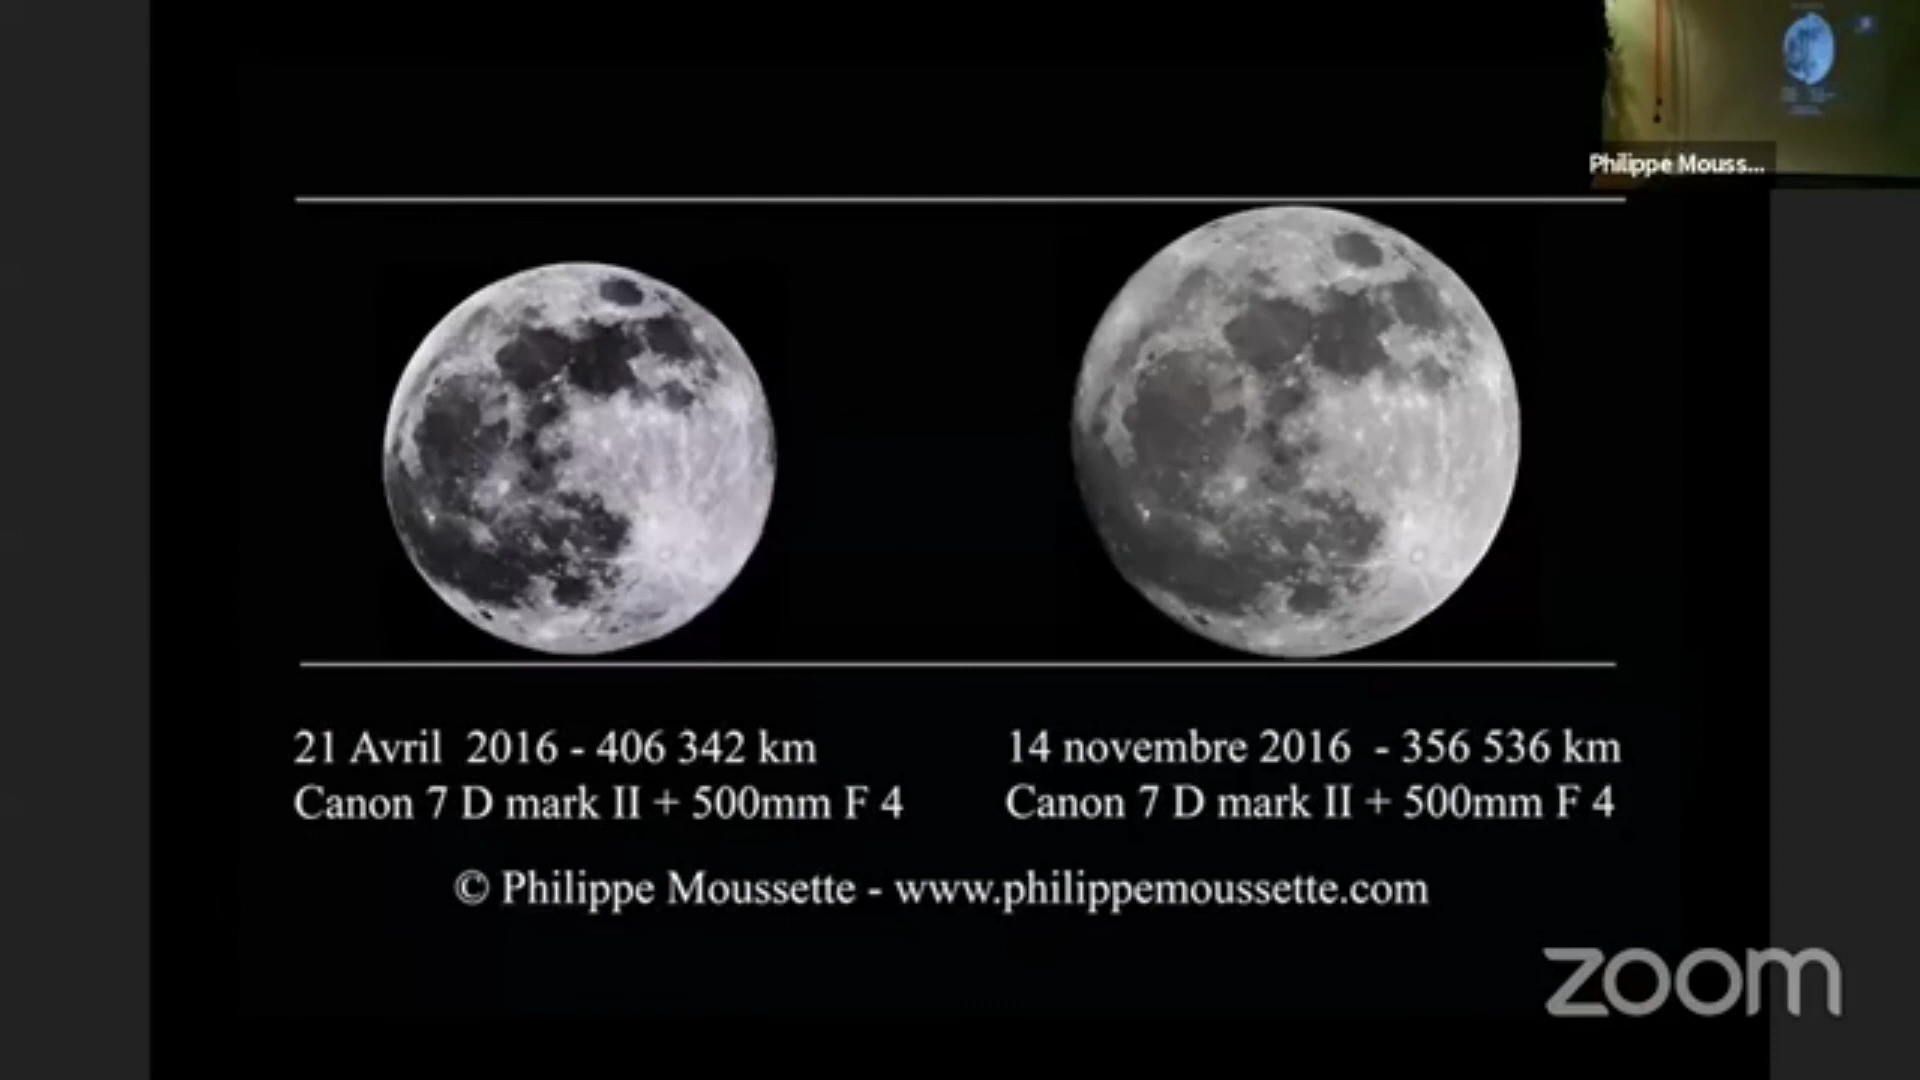 Philippe Mouss...
21 Avril 2016 - 406 342 km
Canon 7 D mark II + 500mm F 4
14 novembre 2016 - 356 536 km
Canon 7 D mark II + 500mm F 4
© Philippe Moussette - www.philippemoussette.com
zoom